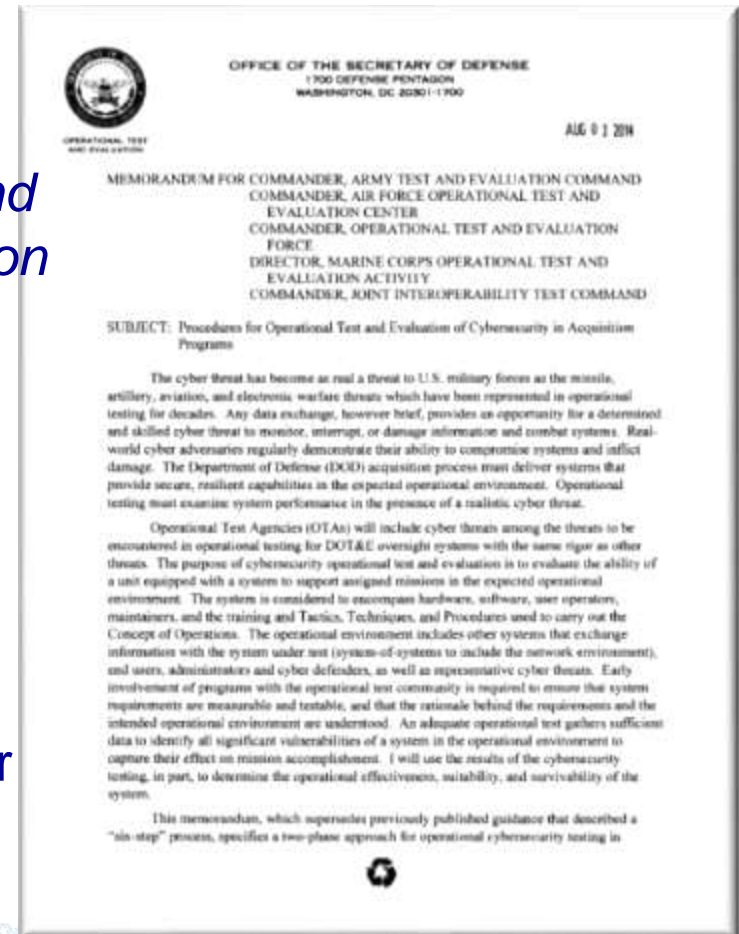 OFFICE OF THE SECRETARY OF DEFENSE
1700 DEFENSE PENTAGON
WASHINGTON, DC 20301-1700
AUG 01 2014
OPERATIONAL TEST
AND EVALUATION
MEMORANDUM FOR COMMANDER, ARMY TEST AND EVALUATION COMMAND
COMMANDER, AIR FORCE OPERATIONAL TEST AND
EVALUATION CENTER
COMMANDER, OPERATIONAL TEST AND EVALUATION
FORCE
DIRECTOR, MARINE CORPS OPERATIONAL TEST AND
EVALUATION ACTIVITY
COMMANDER, JOINT INTEROPERABILITY TEST COMMAND
SUBJECT: Procedures for Operational Test and Evaluation of Cybersecurity in Acquisition
Programs
The cyber threat has become as real a threat to U.S. military forces as the missile,
artillery, aviation, and electronic warfare threats which have been represented in operational
testing for decades. Any data exchange, however brief, provides an opportunity for a determined
and skilled cyber threat to monitor, interrupt, or damage information and combat systems. Real-
world cyber adversaries regularly demonstrate their ability to compromise systems and inflict
damage. The Department of Defense (DOD) acquisition process must deliver systems that
provide secure, resilient capabilities in the expected operational environment. Operational
testing must examine system performance in the presence of a realistic cyber threat.
Operational Test Agencies (OTAs) will include cyber threats among the threats to be
encountered in operational testing for DOT&E oversight systems with the same rigor as other
threats. The purpose of cybersecurity operational test and evaluation is to evaluate the ability of
a unit equipped with a system to support assigned missions in the expected operational
environment. The system is considered to encompass hardware, software, user operators,
maintainers, and the training and Tactics, Techniques, and Procedures used to carry out the
Concept of Operations. The operational environment includes other systems that exchange
information with the system under test (system-of-systems to include the network environment),
end users, administrators and cyber defenders, as well as representative cyber threats. Early
involvement of programs with the operational test community is required to ensure that system
requirements are measurable and testable, and that the rationale behind the requirements and the
intended operational environment are understood. An adequate operational test gathers sufficient
data to identify all significant vulnerabilities of a system in the operational environment to
capture their effect on mission accomplishment. I will use the results of the cybersecurity
testing, in part, to determine the operational effectiveness, suitability, and survivability of the
system.
This memorandum, which supersedes previously published guidance that described a
"six-step" process, specifies a two-phase approach for operational cybersecurity testing in